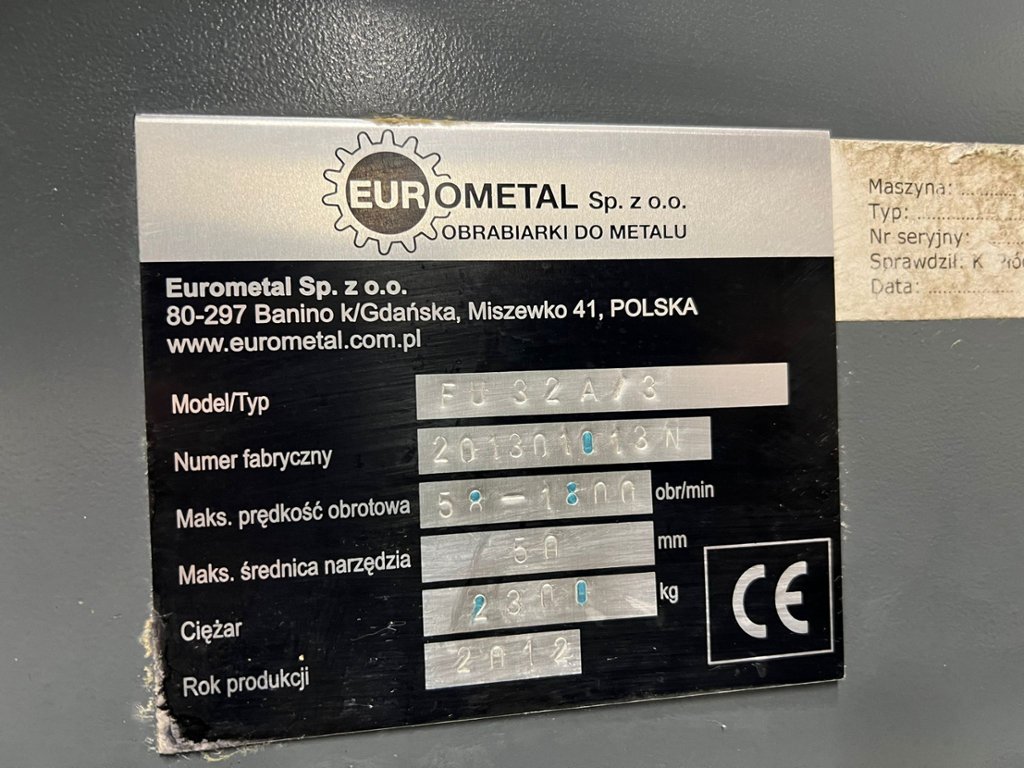 EUROMETAL Sp. z o.o.
OBRABIARKI DO METALU
Eurometal Sp. z o.o.
80-297 Banino k/Gdańska, Miszewko 41, POLSKA
www.eurometal.com.pl
Model/Typ FU 32A/3
Numer fabryczny 201301013N
Maks. prędkość obrotowa 58-1800 obr/min
Maks. średnica narzędzia 50 mm
Ciężar 2300 kg
Rok produkcji 2012
CE
Maszyna:
Typ:
Nr seryjny:
Sprawdził: K
Data: